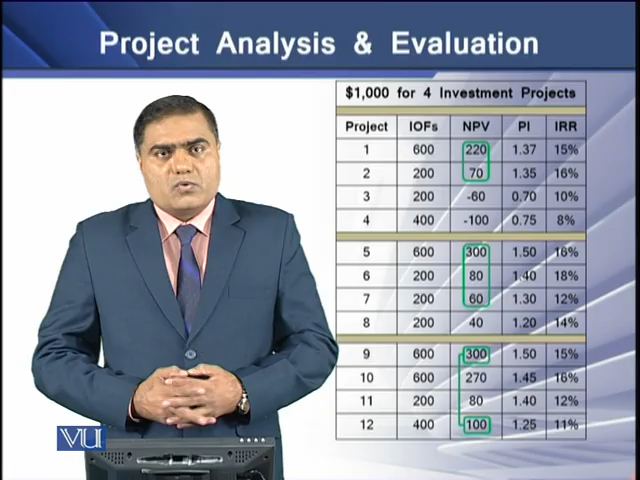 Project Analysis & Evaluation
$1,000 for 4 Investment Projects
Project IOFs NPV PI IRR
1 600 220 1.37 15%
2 200 70 1.35 16%
3 200 -60 0.70 10%
4 400 -100 0.75 8%
5 600 300 1.50 16%
6 200 80 1.40 18%
7 200 60 1.30 12%
8 200 40 1.20 14%
9 600 300 1.50 15%
10 600 270 1.45 16%
11 200 80 1.40 12%
12 400 100 1.25 11%
VU